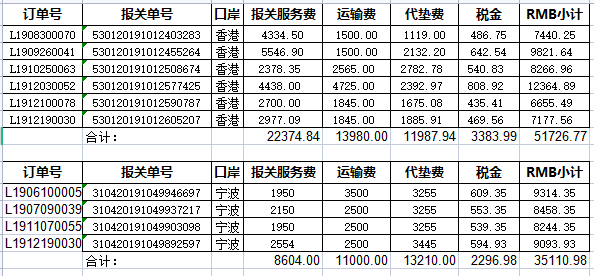 订单号 报关单号 口岸 报关服务费 运输费 代垫费 税金 RMB小计
L1908300070 530120191012403283 香港 4334.50 1500.00 1119.00 486.75 7440.25
L1909260041 530120191012455264 香港 5546.90 1500.00 2132.20 642.54 9821.64
L1910250063 530120191012508674 香港 2378.35 2565.00 2782.78 540.83 8266.96
L1912030052 530120191012577425 香港 4438.00 4725.00 2392.97 808.92 12364.89
L1912100078 530120191012590787 香港 2700.00 1845.00 1675.08 435.41 6655.49
L1912190030 530120191012605207 香港 2977.09 1845.00 1885.91 469.56 7177.56
合计: 22374.84 13980.00 11987.94 3383.99 51726.77
订单号 报关单号 口岸 报关服务费 运输费 代垫费 税金 RMB小计
L1906100005 310420191049946697 宁波 1950 3500 3255 609.35 9314.35
L1907090039 310420191049937217 宁波 2150 2500 3255 553.35 8458.35
L1911070055 310420191049903098 宁波 1950 2500 3255 539.35 8244.35
L1912190030 310420191049892597 宁波 2554 2500 3445 594.93 9093.93
合计: 8604.00 11000.00 13210.00 2296.98 35110.98